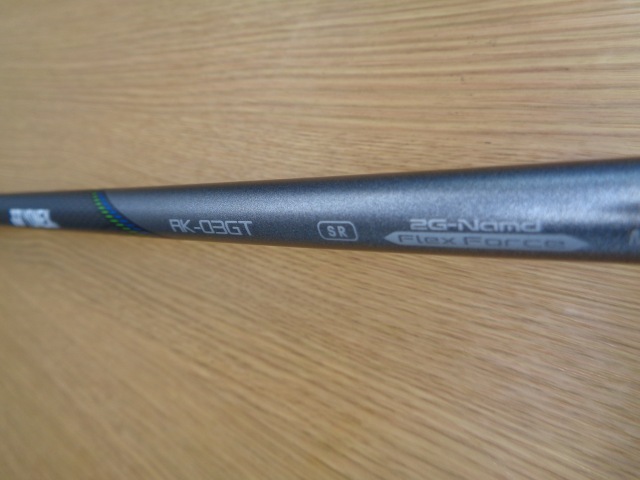 RK-03GT
SR
2G-Namd
Flex Force